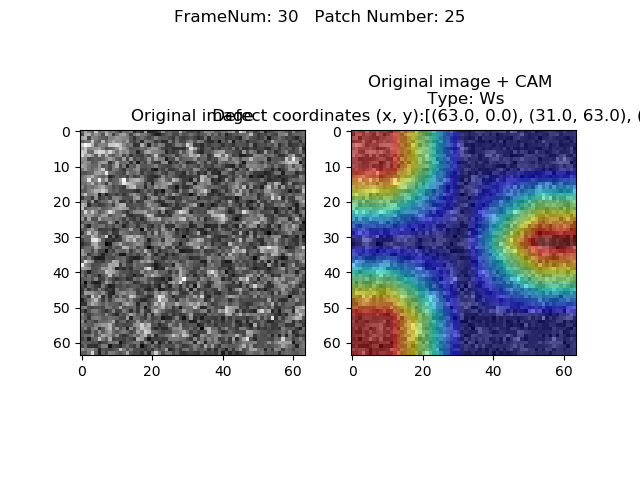 FrameNum: 30   Patch Number: 25
Original image + CAM
Type: Ws
Original image
Defect coordinates (x, y):[(63.0, 0.0), (31.0, 63.0), (
0
10
20
30
40
50
60
0 20 40 60
0
10
20
30
40
50
60
0 20 40 60